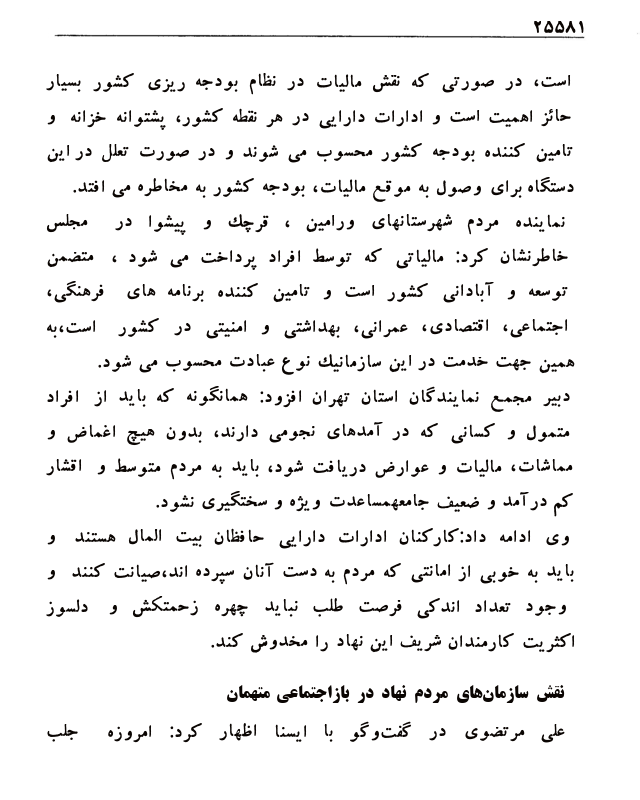 ۲۵۵۸۱
است، در صورتی که نقش مالیات در نظام بودجه ریزی کشور بسیار
حائز اهمیت است و ادارات دارایی در هر نقطه کشور، پشتوانه خزانه و
تامین کننده بودجه کشور محسوب می شوند و در صورت تعلل در این
دستگاه برای وصول به موقع مالیات، بودجه کشور به مخاطره می افتد.
نماینده مردم شهرستانهای ورامین ، قرچك و پیشوا در مجلس
خاطرنشان کرد: مالیاتی که توسط افراد پرداخت می شود ، متضمن
توسعه و آبادانی کشور است و تامین کننده برنامه های فرهنگی،
اجتماعی، اقتصادی، عمرانی، بهداشتی و امنیتی در کشور است،به
همین جهت خدمت در این سازمانیك نوع عبادت محسوب می شود.
دبیر مجمع نمایندگان استان تهران افزود: همانگونه که باید از افراد
متمول و کسانی که در آمدهای نجومی دارند، بدون هیچ اغماض و
مماشات، مالیات و عوارض دریافت شود، باید به مردم متوسط و اقشار
کم درآمد و ضعیف جامعهمساعدت ویژه و سختگیری نشود.
وی ادامه داد:کارکنان ادارات دارایی حافظان بیت المال هستند و
باید به خوبی از امانتی که مردم به دست آنان سپرده اند،صیانت کنند و
وجود تعداد اندکی فرصت طلب نباید چهره زحمتکش و دلسوز
اکثریت کارمندان شریف این نهاد را مخدوش کند.
نقش سازمان‌های مردم نهاد در بازاجتماعی متهمان
علی مرتضوی در گفت‌وگو با ایسنا اظهار کرد: امروزه جلب